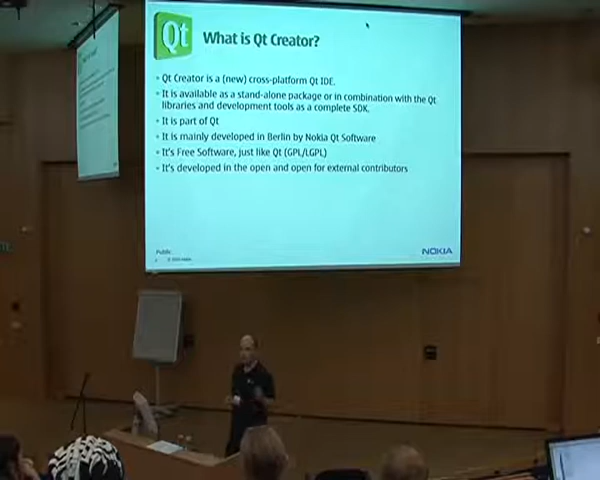 Qt
What is Qt Creator?
• Qt Creator is a (new) cross-platform Qt IDE.
• It is available as a stand-alone package or in combination with the Qt
libraries and development tools as a complete SDK.
• It is part of Qt
• It is mainly developed in Berlin by Nokia Qt Software
• It's Free Software, just like Qt (GPL/LGPL)
• It's developed in the open and open for external contributors
Public
NOKIA